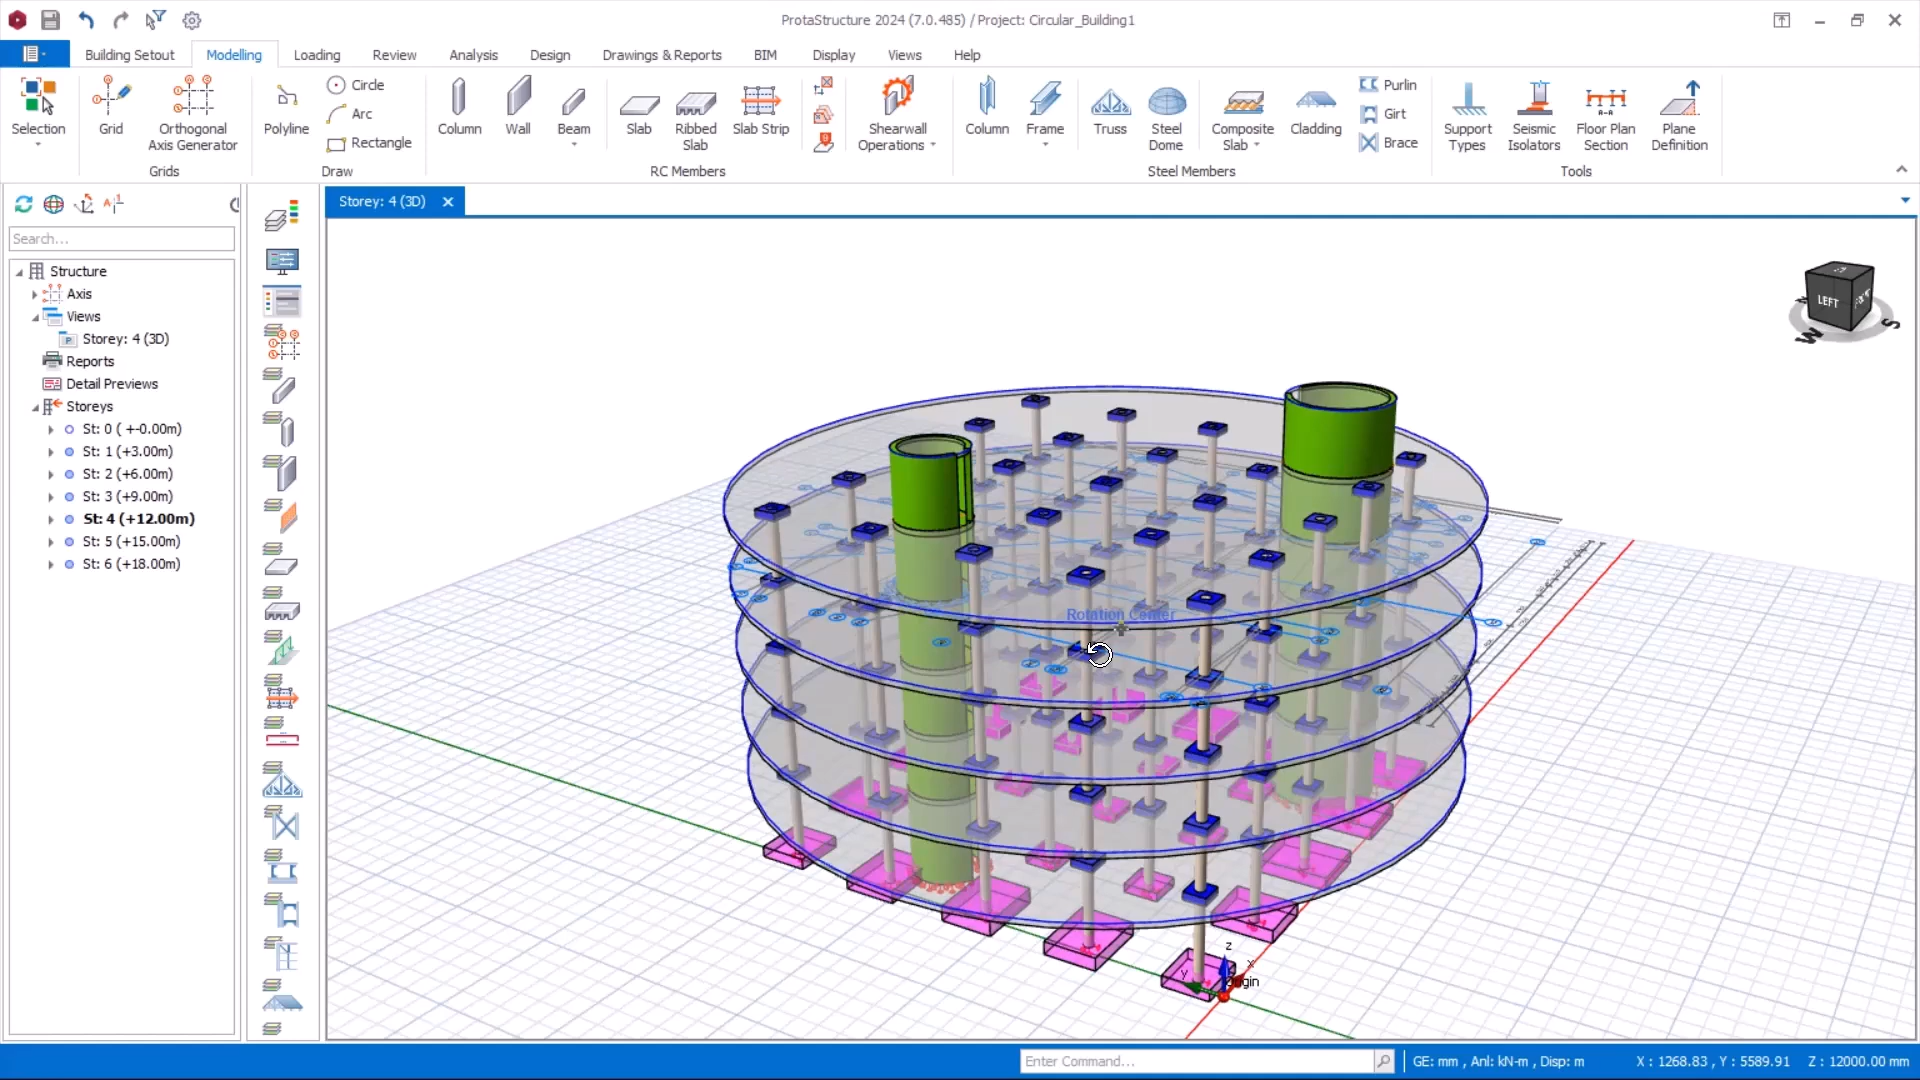 ProtaStructure 2024 (7.0.485) / Project: Circular_Building1
Building Setout
Modelling
Loading
Review
Analysis
Design
Drawings & Reports
BIM
Display
Views
Help
Selection
Grid
Orthogonal
Axis Generator
Grids
Polyline
Circle
Arc
Rectangle
Draw
Column
Wall
Beam
Slab
Ribbed
Slab
Slab Strip
Shearwall
Operations
RC Members
Column
Frame
Truss
Steel
Dome
Composite
Slab
Cladding
Purlin
Girt
Brace
Steel Members
Support
Types
Seismic
Isolators
Floor Plan
Section
Plane
Definition
Tools
Storey: 4 (3D)
Search...
Structure
Axis
Views
Storey: 4 (3D)
Reports
Detail Previews
Storeys
St: 0 ( +-0.00m)
St: 1 (+3.00m)
St: 2 (+6.00m)
St: 3 (+9.00m)
St: 4 (+12.00m)
St: 5 (+15.00m)
St: 6 (+18.00m)
LEFT
W
S
Rotation Center
z
x
y
Origin
Enter Command...
GE: mm , Anl: kN-m , Disp: m
X : 1268.83 , Y : 5589.91
Z : 12000.00 mm